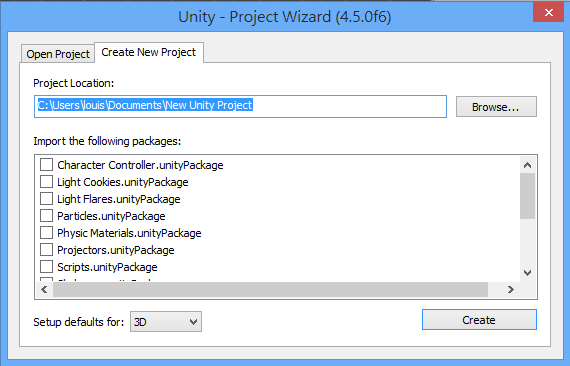 Unity - Project Wizard (4.5.0f6)
Open Project
Create New Project
Project Location:
C:\Users\louis\Documents\New Unity Project
Browse...
Import the following packages:
Character Controller.unityPackage
Light Cookies.unityPackage
Light Flares.unityPackage
Particles.unityPackage
Physic Materials.unityPackage
Projectors.unityPackage
Scripts.unityPackage
Setup defaults for:
3D
Create